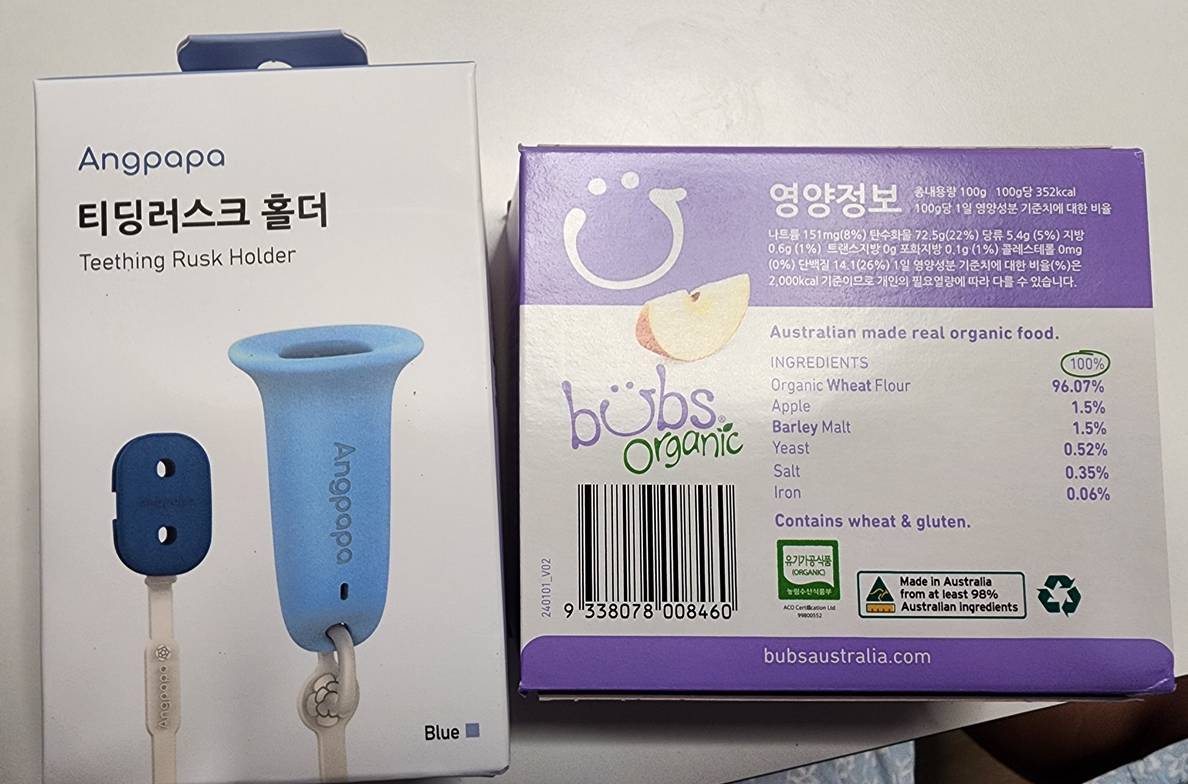 Angpapa
티딩러스크 홀더
Teething Rusk Holder
Angpapa
Angpapa
Blue
영양정보
총내용량 100g 100g당 352kcal
100g당 1일 영양성분 기준치에 대한 비율
나트륨 151mg(8%) 탄수화물 72.5g(22%) 당류 5.4g (5%) 지방
0.6g (1%) 트랜스지방 0g 포화지방 0.1g (1%) 콜레스테롤 0mg
(0%) 단백질 14.1(26%) 1일 영양성분 기준치에 대한 비율(%)은
2,000kcal 기준이므로 개인의 필요열량에 따라 다를 수 있습니다.
bubs®
organic
Australian made real organic food.
INGREDIENTS 100%
Organic Wheat Flour 96.07%
Apple 1.5%
Barley Malt 1.5%
Yeast 0.52%
Salt 0.35%
Iron 0.06%
Contains wheat & gluten.
240101_V02
9 338078 008460
유기가공식품
(ORGANIC)
농림축산식품부
ACO Certification Ltd
99800552
Made in Australia
from at least 98%
Australian ingredients
bubsaustralia.com